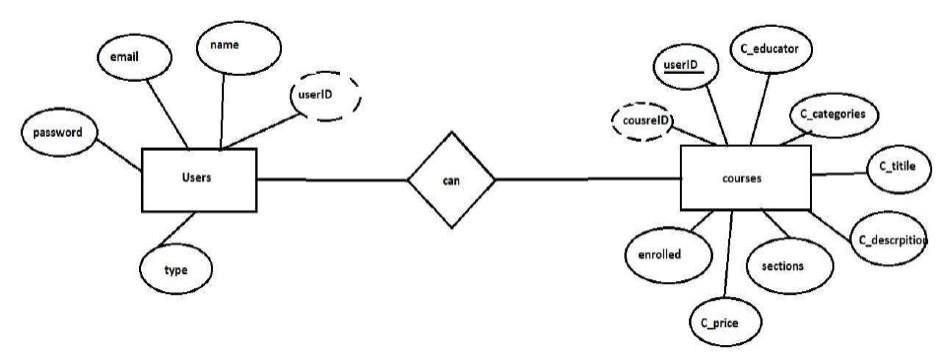 name
email
C_educator
userID
userID
cousreID
C_categories
password
Users
can
courses
C_titile
C_descrpition
enrolled
sections
type
C_price